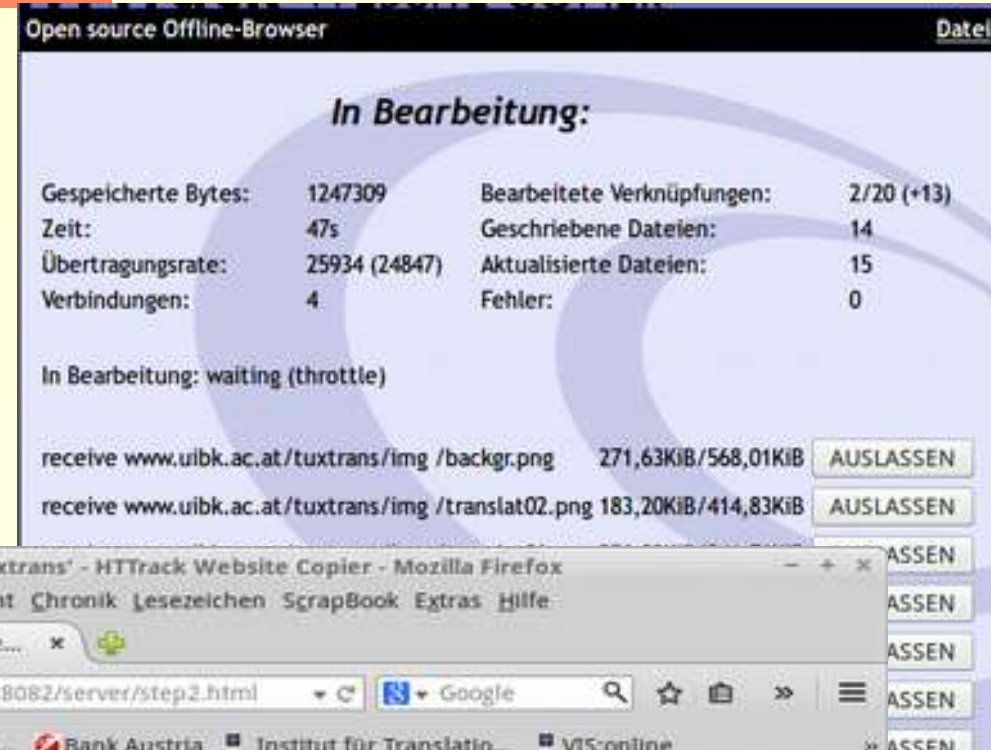 Open source Offline-Browser Datei
In Bearbeitung:
Gespeicherte Bytes: 1247309 Bearbeitete Verknüpfungen: 2/20 (+13)
Zeit: 47s Geschriebene Dateien: 14
Übertragungsrate: 25934 (24847) Aktualisierte Dateien: 15
Verbindungen: 4 Fehler: 0
In Bearbeitung: waiting (throttle)
receive www.uibk.ac.at/tuxtrans/img /backgr.png 271,63KiB/568,01KiB AUSLASSEN
receive www.uibk.ac.at/tuxtrans/img /translat02.png 183,20KiB/414,83KiB AUSLASSEN
ASSEN
xtrans' - HTTrack Website Copier - Mozilla Firefox
ht Chronik Lesezeichen ScrapBook Extras Hilfe ASSEN
... ASSEN
8082/server/step2.html Google ASSEN
Bank Austria Institut für Translatio... VIS:online ASSEN